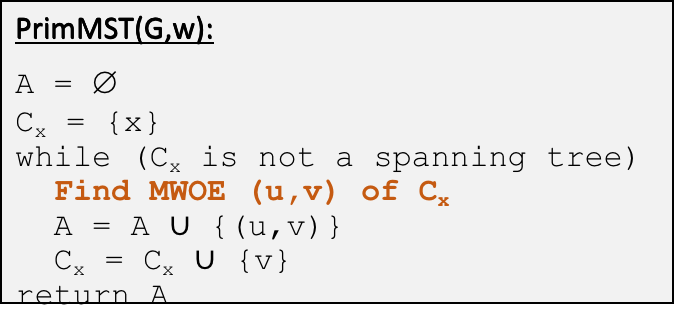 PrimMST(G,w):
A = ∅
Cₓ = {x}
while (Cₓ is not a spanning tree)
Find MWOE (u,v) of Cₓ
A = A ∪ {(u,v)}
Cₓ = Cₓ ∪ {v}
return A